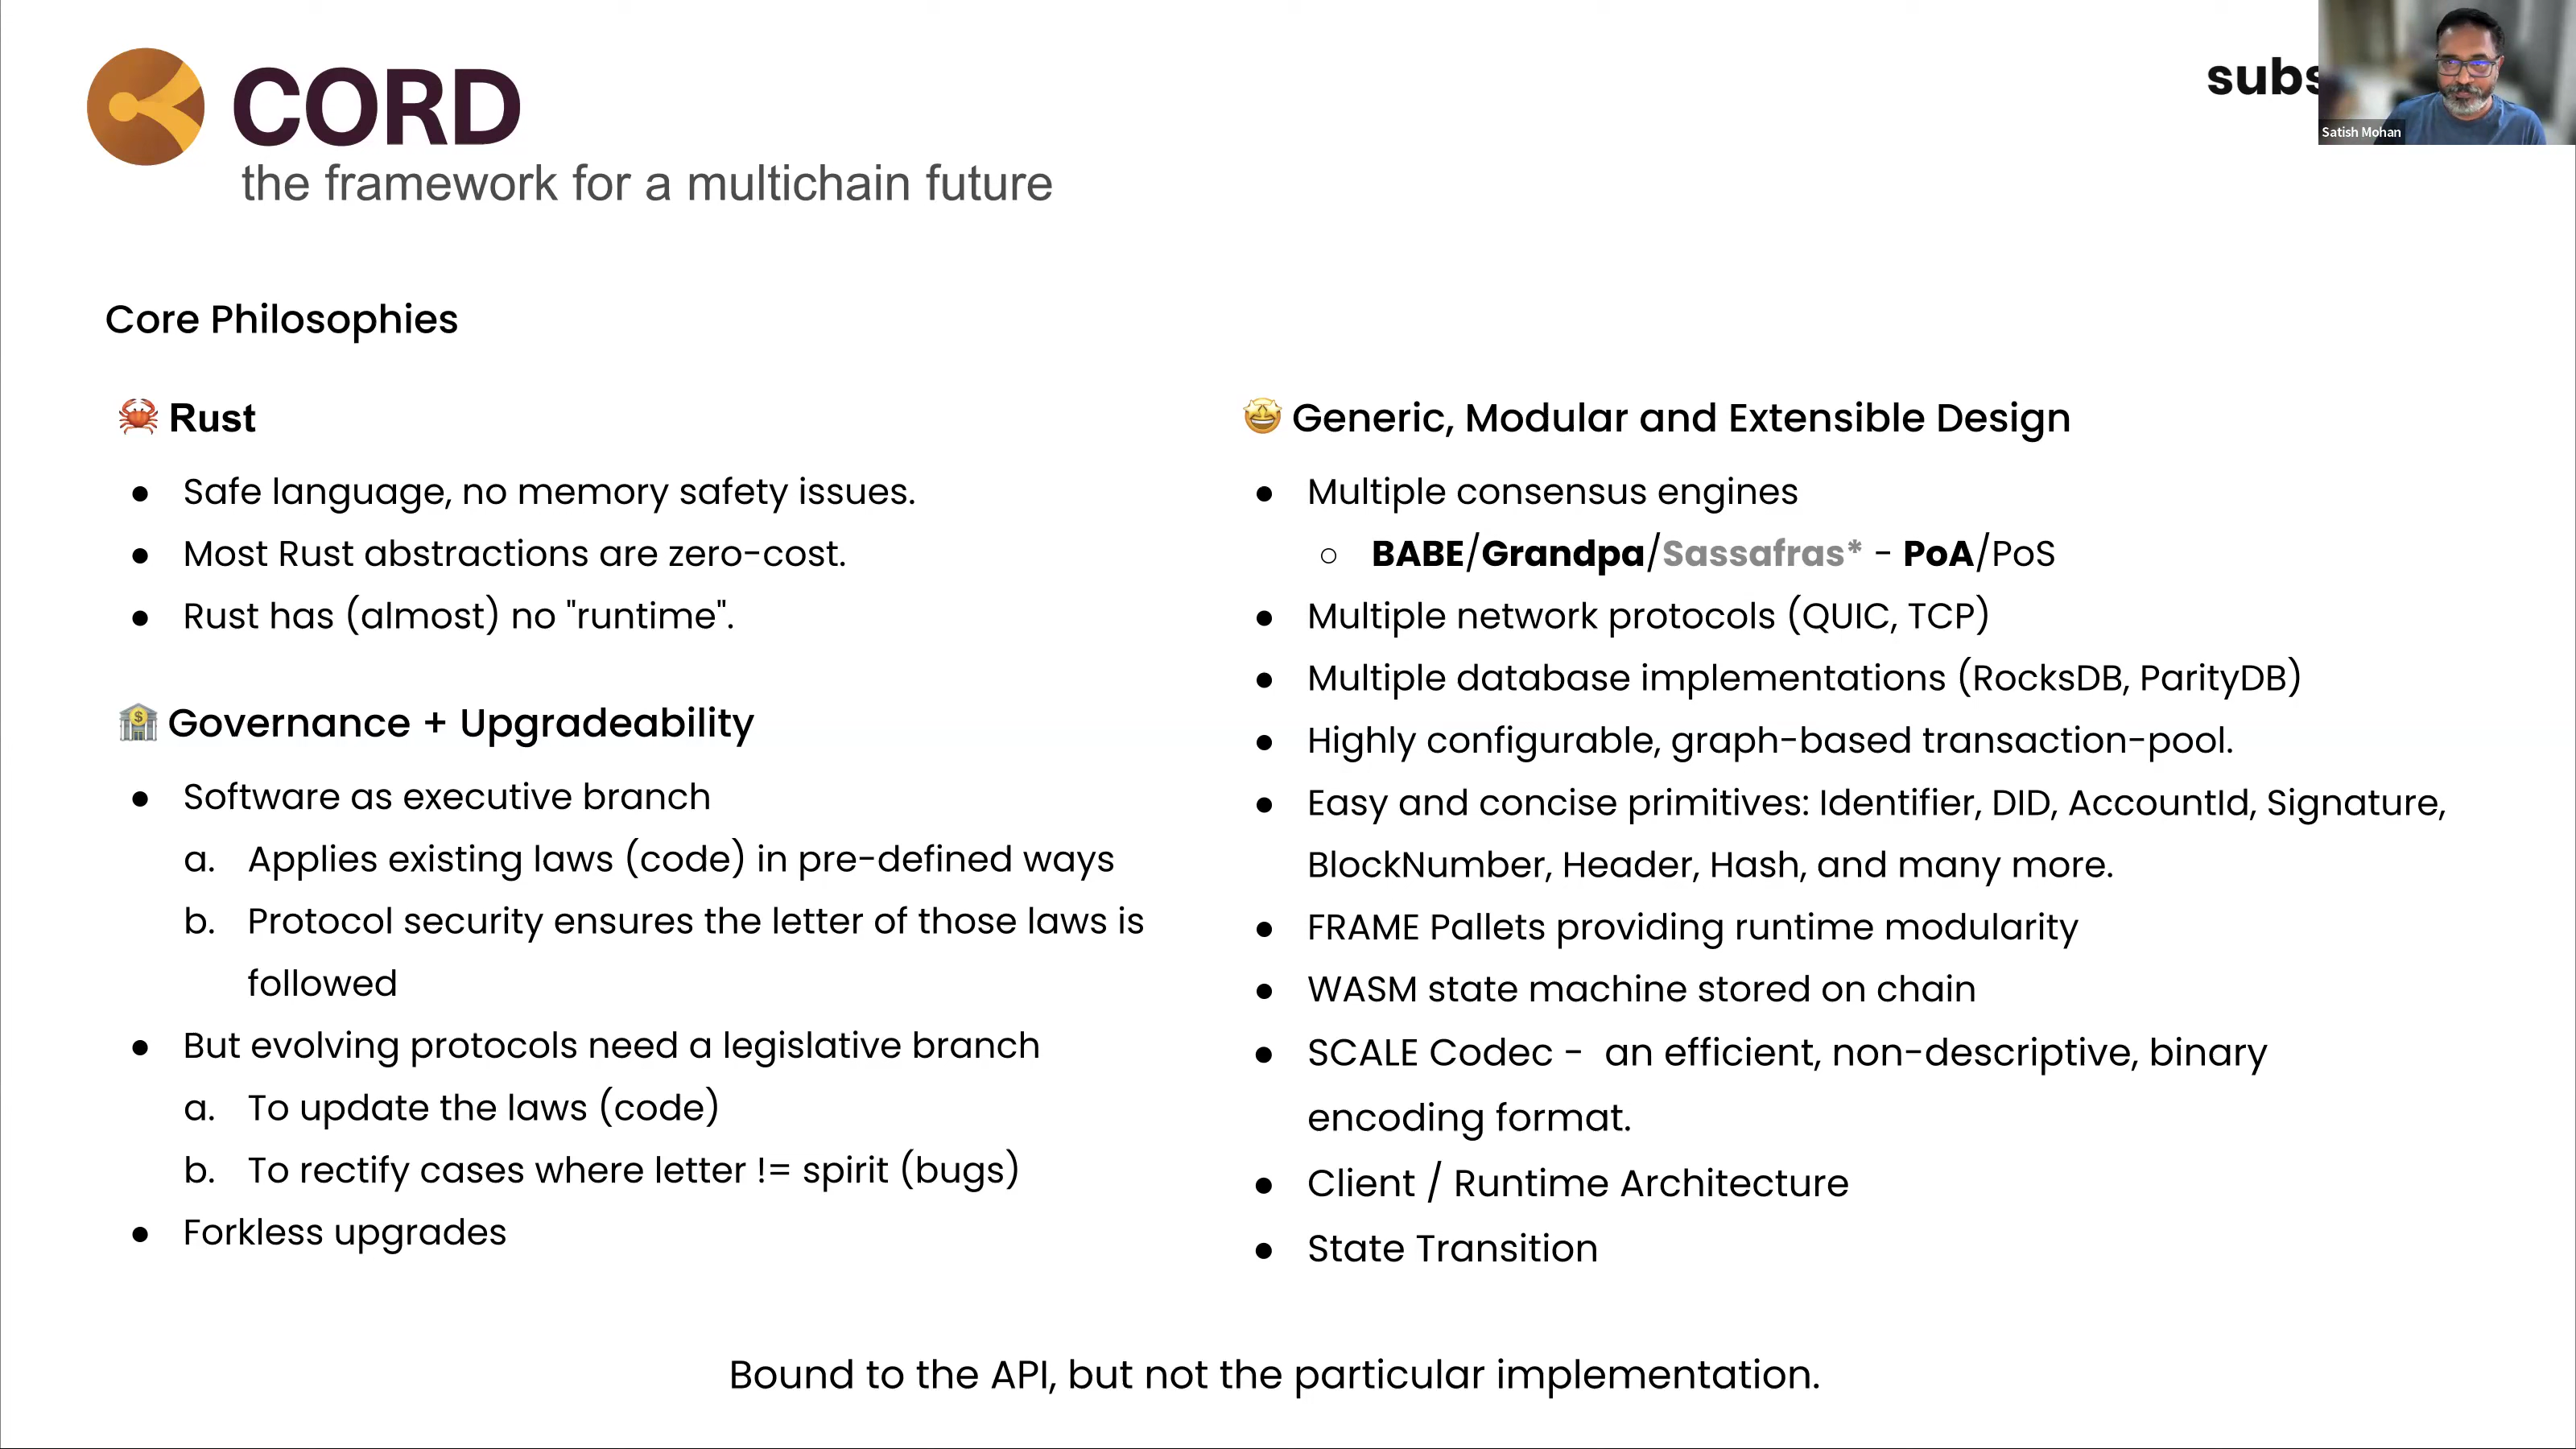 CORD
the framework for a multichain future
Satish Mohan
Core Philosophies
🦀 Rust
● Safe language, no memory safety issues.
● Most Rust abstractions are zero-cost.
● Rust has (almost) no "runtime".
🏦 Governance + Upgradeability
● Software as executive branch
a. Applies existing laws (code) in pre-defined ways
b. Protocol security ensures the letter of those laws is
followed
● But evolving protocols need a legislative branch
a. To update the laws (code)
b. To rectify cases where letter != spirit (bugs)
● Forkless upgrades
🤩 Generic, Modular and Extensible Design
● Multiple consensus engines
○ BABE/Grandpa/Sassafras* - PoA/PoS
● Multiple network protocols (QUIC, TCP)
● Multiple database implementations (RocksDB, ParityDB)
● Highly configurable, graph-based transaction-pool.
● Easy and concise primitives: Identifier, DID, AccountId, Signature,
BlockNumber, Header, Hash, and many more.
● FRAME Pallets providing runtime modularity
● WASM state machine stored on chain
● SCALE Codec - an efficient, non-descriptive, binary
encoding format.
● Client / Runtime Architecture
● State Transition
Bound to the API, but not the particular implementation.